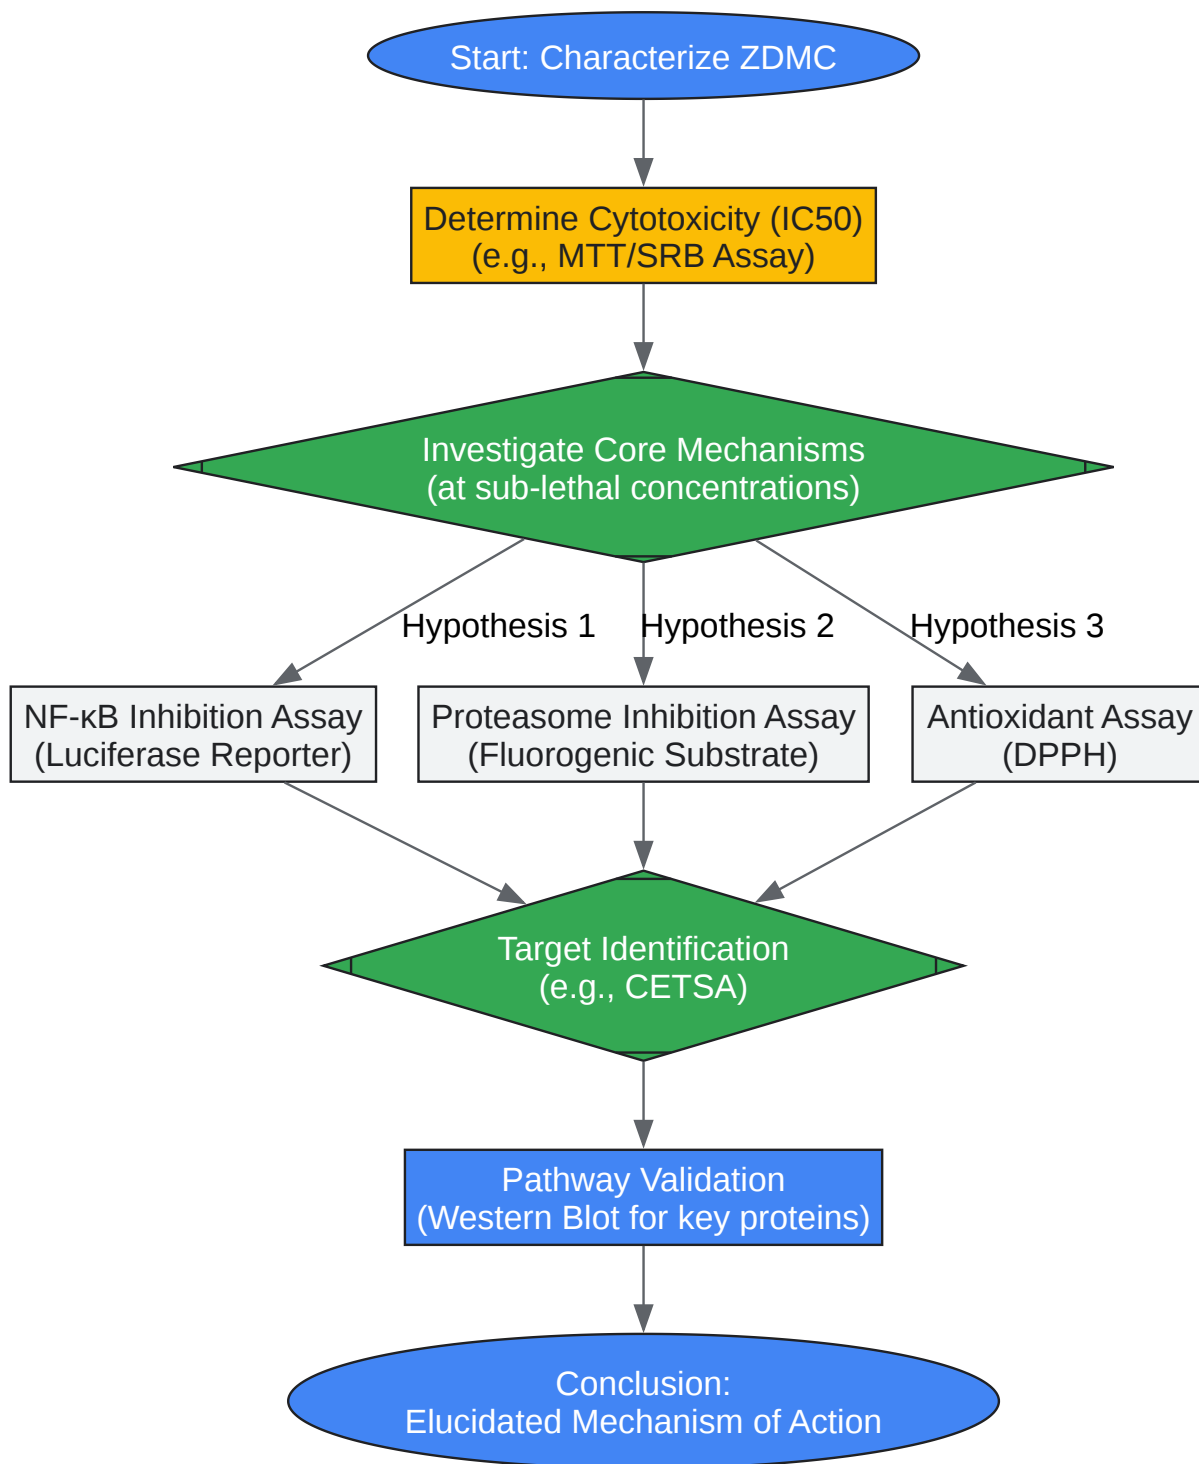 Start: Characterize ZDMC
Determine Cytotoxicity (IC50)
(e.g., MTT/SRB Assay)
Investigate Core Mechanisms
(at sub-lethal concentrations)
Hypothesis 1
Hypothesis 2
Hypothesis 3
NF-κB Inhibition Assay
(Luciferase Reporter)
Proteasome Inhibition Assay
(Fluorogenic Substrate)
Antioxidant Assay
(DPPH)
Target Identification
(e.g., CETSA)
Pathway Validation
(Western Blot for key proteins)
Conclusion:
Elucidated Mechanism of Action